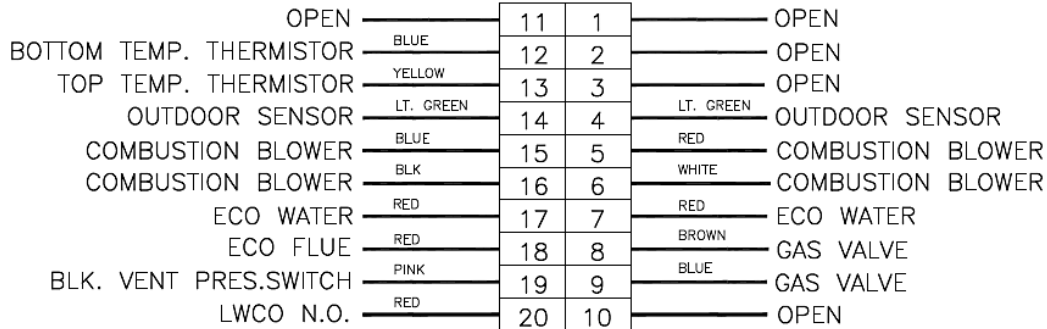 OPEN 11 1 OPEN
BOTTOM TEMP. THERMISTOR BLUE 12 2 OPEN
TOP TEMP. THERMISTOR YELLOW 13 3 OPEN
OUTDOOR SENSOR LT. GREEN 14 4 LT. GREEN OUTDOOR SENSOR
COMBUSTION BLOWER BLUE 15 5 RED COMBUSTION BLOWER
COMBUSTION BLOWER BLK 16 6 WHITE COMBUSTION BLOWER
ECO WATER RED 17 7 RED ECO WATER
ECO FLUE RED 18 8 BROWN GAS VALVE
BLK. VENT PRES.SWITCH PINK 19 9 BLUE GAS VALVE
LWCO N.O. RED 20 10 OPEN